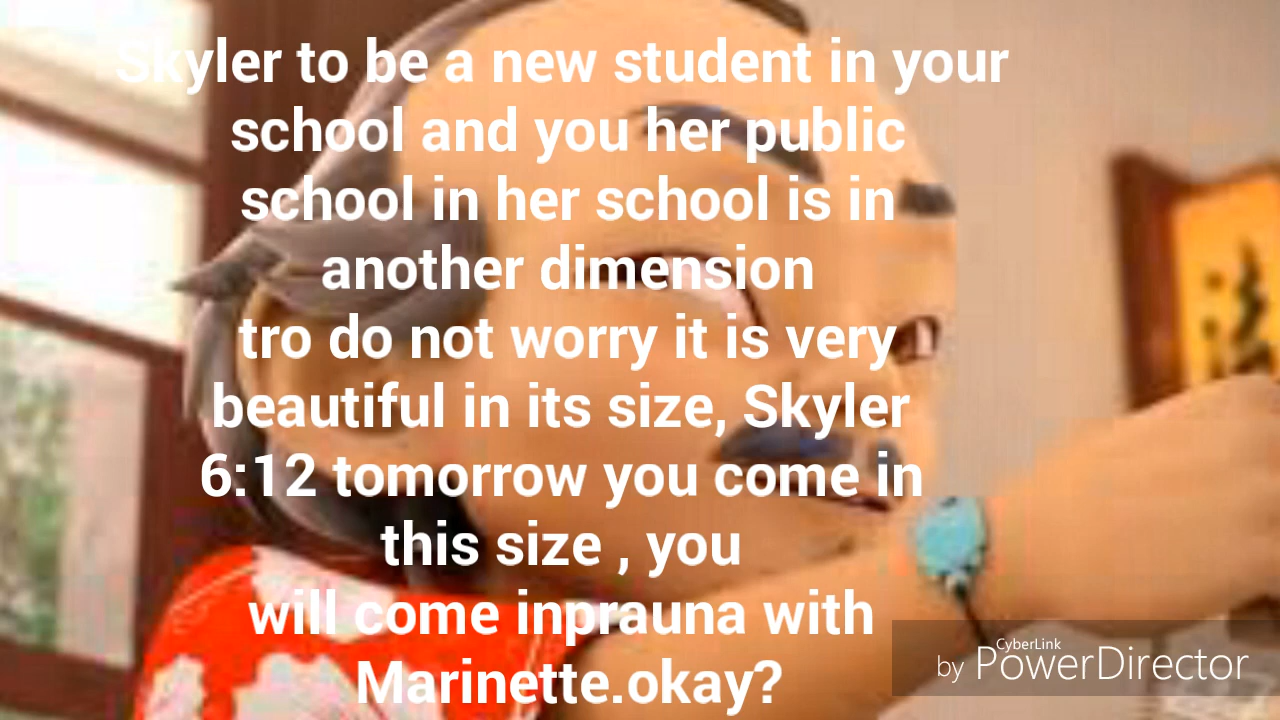 Skyler to be a new student in your
school and you her public
school in her school is in
another dimension
tro do not worry it is very
beautiful in its size, Skyler
6:12 tomorrow you come in
this size , you
will come inprauna with
Marinette.okay?
CyberLink
by PowerDirector